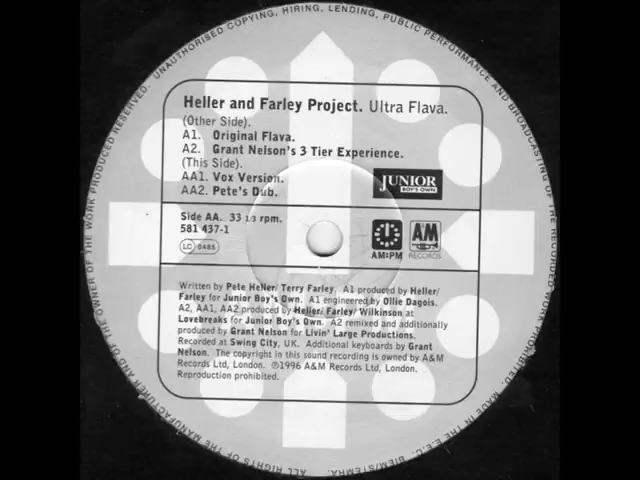 UNAUTHORISED COPYING, HIRING, LENDING, PUBLIC PERFORMANCE AND BROADCASTING OF THE RECORDED WORK PROHIBITED. MADE IN THE E.E.C. BIEM/STEMRA. ALL RIGHTS OF THE MANUFACTURER AND OF THE OWNER OF THE WORK PRODUCED RESERVED.
Heller and Farley Project. Ultra Flava.
(Other Side).
A1. Original Flava.
A2. Grant Nelson's 3 Tier Experience.
(This Side).
AA1. Vox Version.
AA2. Pete's Dub.
JUNIOR
BOY'S OWN
Side AA. 33 1/3 rpm.
581 437-1
LC 0485
AM:PM
A&M
RECORDS
Written by Pete Heller/ Terry Farley. A1 produced by Heller/
Farley for Junior Boy's Own. A1 engineered by Ollie Dagois.
A2, AA1, AA2 produced by Heller/ Farley/ Wilkinson at
Lovebreaks for Junior Boy's Own. A2 remixed and additionally
produced by Grant Nelson for Livin' Large Productions.
Recorded at Swing City, UK. Additional keyboards by Grant
Nelson. The copyright in this sound recording is owned by A&M
Records Ltd, London. ℗1996 A&M Records Ltd, London.
Reproduction prohibited.